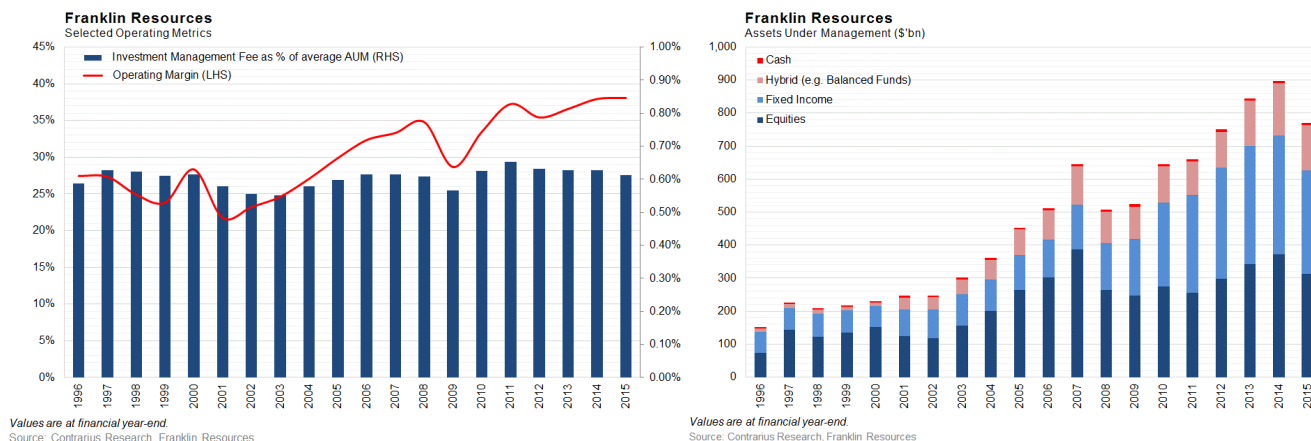 Franklin Resources
Selected Operating Metrics
45%
40%
35%
30%
25%
20%
15%
10%
5%
0%
Investment Management Fee as % of average AUM (RHS)
Operating Margin (LHS)
1.00%
0.90%
0.80%
0.70%
0.60%
0.50%
0.40%
0.30%
0.20%
0.10%
0.00%
1996 1997 1998 1999 2000 2001 2002 2003 2004 2005 2006 2007 2008 2009 2010 2011 2012 2013 2014 2015
Values are at financial year-end.
Source: Contrarius Research, Franklin Resources
Franklin Resources
Assets Under Management ($'bn)
1,000
900
800
700
600
500
400
300
200
100
0
Cash
Hybrid (e.g. Balanced Funds)
Fixed Income
Equities
1996 1997 1998 1999 2000 2001 2002 2003 2004 2005 2006 2007 2008 2009 2010 2011 2012 2013 2014 2015
Values are at financial year-end.
Source: Contrarius Research, Franklin Resources